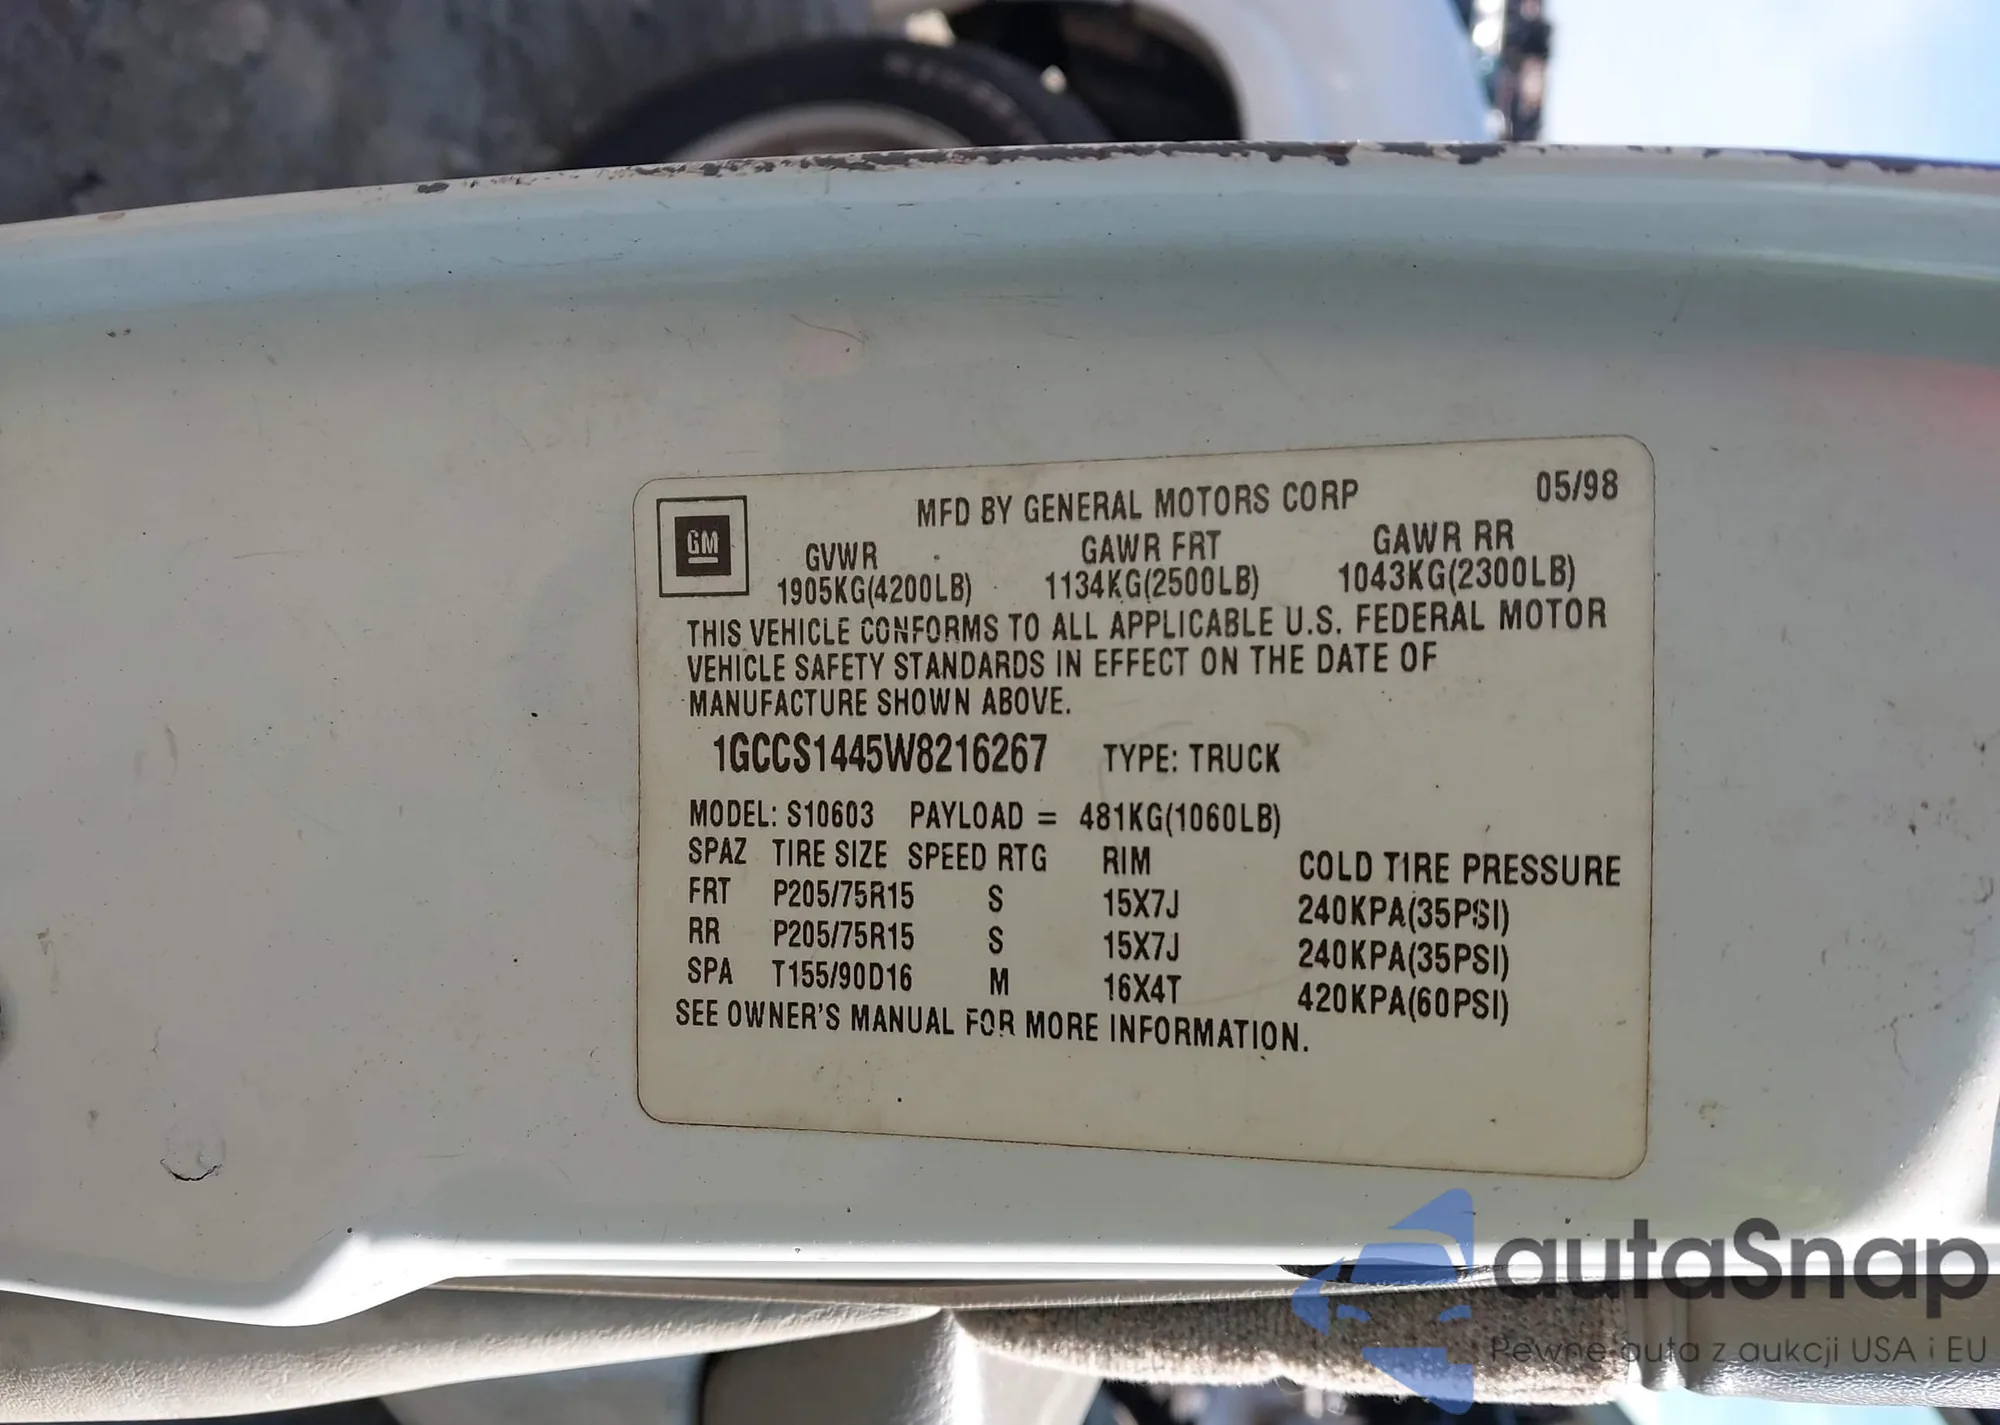 MFD BY GENERAL MOTORS CORP 05/98
GM
GVWR GAWR FRT GAWR RR
1905KG(4200LB) 1134KG(2500LB) 1043KG(2300LB)
THIS VEHICLE CONFORMS TO ALL APPLICABLE U.S. FEDERAL MOTOR
VEHICLE SAFETY STANDARDS IN EFFECT ON THE DATE OF
MANUFACTURE SHOWN ABOVE.
1GCCS1445W8216267 TYPE: TRUCK
MODEL: S10603 PAYLOAD = 481KG(1060LB)
SPAZ TIRE SIZE SPEED RTG RIM COLD TIRE PRESSURE
FRT P205/75R15 S 15X7J 240KPA(35PSI)
RR P205/75R15 S 15X7J 240KPA(35PSI)
SPA T155/90D16 M 16X4T 420KPA(60PSI)
SEE OWNER'S MANUAL FOR MORE INFORMATION.
autaSnap
Pewne auta z aukcji USA i EU